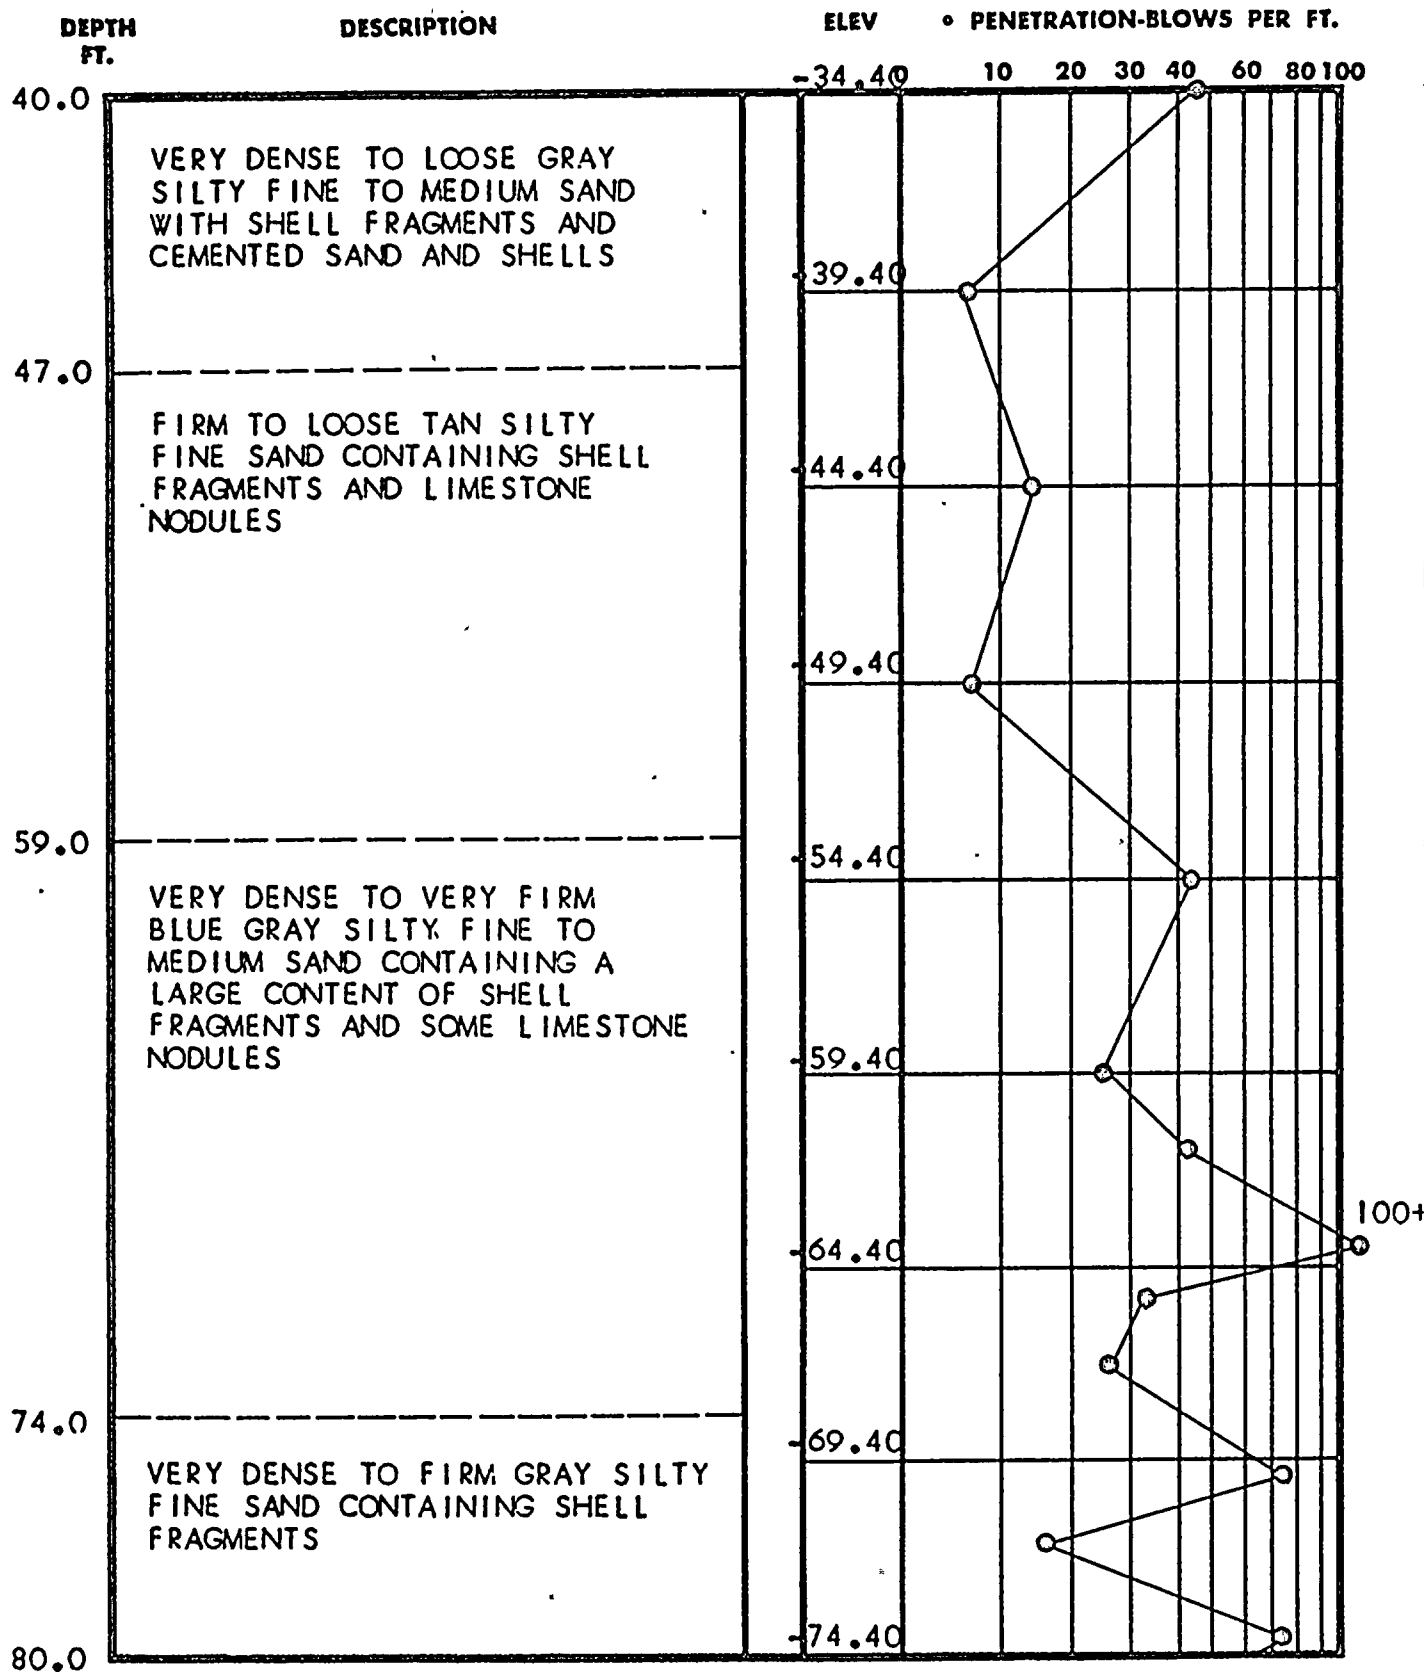 DEPTH FT.
DESCRIPTION
ELEV
PENETRATION-BLOWS PER FT.
0 10 20 30 40 60 80 100
40.0
-34.40
VERY DENSE TO LOOSE GRAY
SILTY FINE TO MEDIUM SAND
WITH SHELL FRAGMENTS AND
CEMENTED SAND AND SHELLS
-39.40
47.0
FIRM TO LOOSE TAN SILTY
FINE SAND CONTAINING SHELL
FRAGMENTS AND LIMESTONE
NODULES
-44.40
-49.40
59.0
-54.40
VERY DENSE TO VERY FIRM
BLUE GRAY SILTY FINE TO
MEDIUM SAND CONTAINING A
LARGE CONTENT OF SHELL
FRAGMENTS AND SOME LIMESTONE
NODULES
-59.40
100+
-64.40
74.0
-69.40
VERY DENSE TO FIRM GRAY SILTY
FINE SAND CONTAINING SHELL
FRAGMENTS
-74.40
80.0